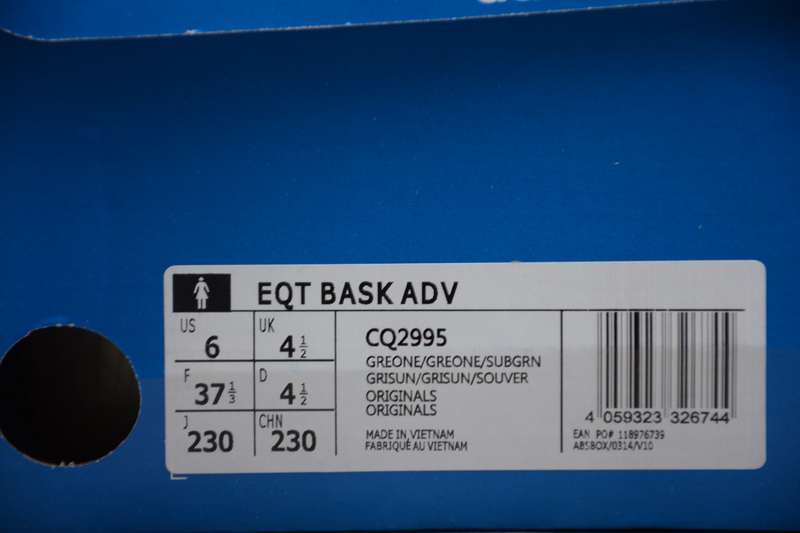 EQT BASK ADV
US
6
UK
4 1/2
F
37 1/3
D
4 1/2
J
230
CHN
230
CQ2995
GREONE/GREONE/SUBGRN
GRISUN/GRISUN/SOUVER
ORIGINALS
ORIGINALS
MADE IN VIETNAM
FABRIQUÉ AU VIETNAM
4 059323 326744
EAN PO# 118976739
ABSBOX/0314/V10